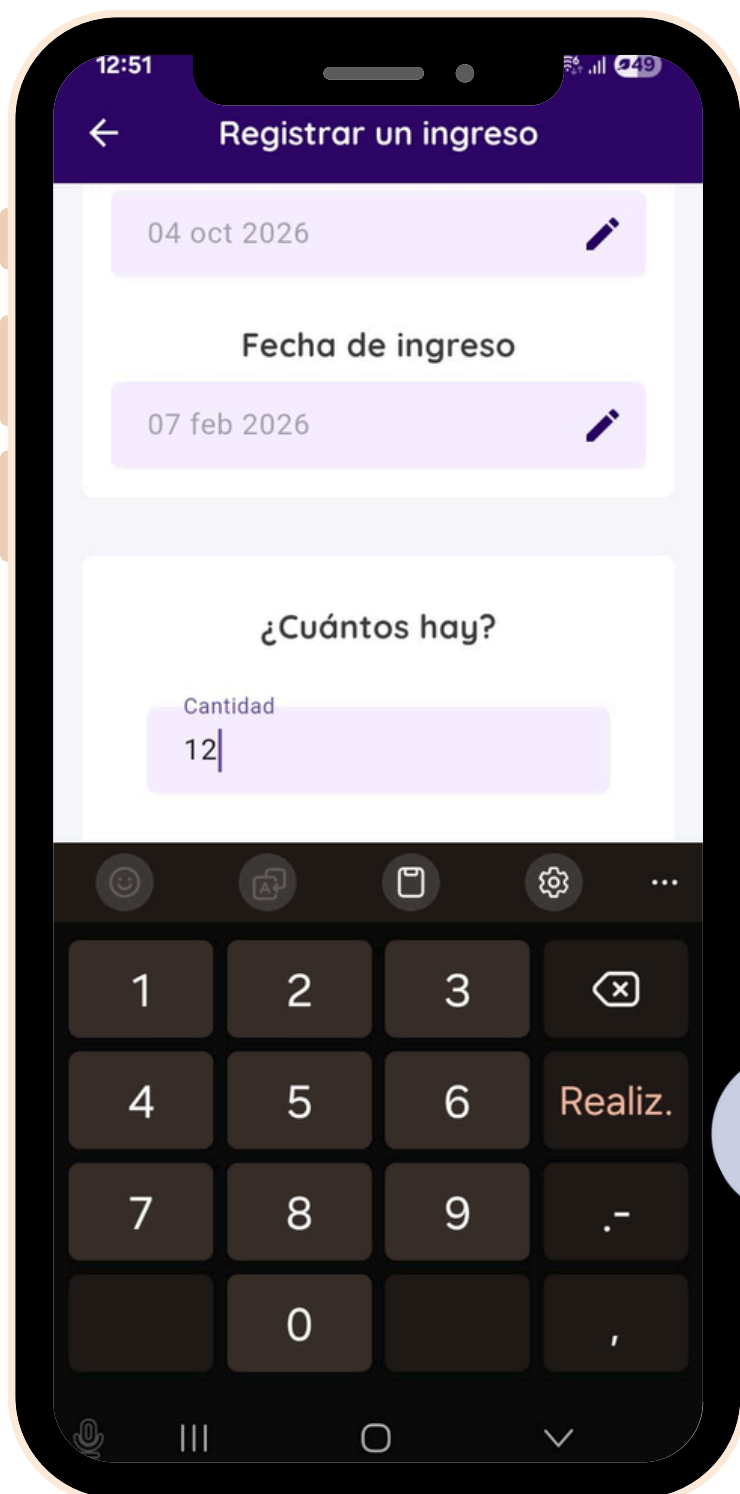 12:51
49
Registrar un ingreso
04 oct 2026
Fecha de ingreso
07 feb 2026
¿Cuántos hay?
Cantidad
12
1 2 3
4 5 6 Realiz.
7 8 9 .-
0 ,